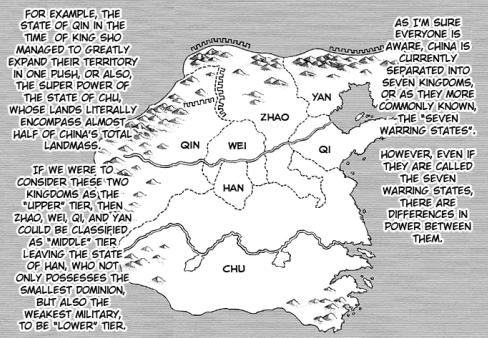 AS I'M SURE
EVERYONE IS
AWARE, CHINA IS
CURRENTLY
SEPARATED INTO
SEVEN KINGDOMS,
OR AS THEY MORE
COMMONLY KNOWN,
THE "SEVEN
WARRING STATES".
HOWEVER, EVEN IF
THEY ARE CALLED
THE SEVEN
WARRING STATES,
THERE ARE
DIFFERENCES IN
POWER BETWEEN
THEM.
YAN
ZHAO
QI
WEI
QIN
HAN
CHU
FOR EXAMPLE, THE
STATE OF QIN IN THE
TIME OF KING SHO
MANAGED TO GREATLY
EXPAND THEIR TERRITORY
IN ONE PUSH, OR ALSO,
THE SUPER POWER OF
THE STATE OF CHU,
WHOSE LANDS LITERALLY
ENCOMPASS ALMOST
HALF OF CHINA'S TOTAL
LANDMASS.
IF WE WERE TO
CONSIDER THESE TWO
KINGDOMS AS THE
"UPPER" TIER, THEN
ZHAO, WEI, QI, AND YAN
COULD BE CLASSIFIED
AS "MIDDLE" TIER
LEAVING THE STATE
OF HAN, WHO NOT
ONLY POSSESSES THE
SMALLEST DOMINION,
BUT ALSO THE
WEAKEST MILITARY,
TO BE "LOWER" TIER.